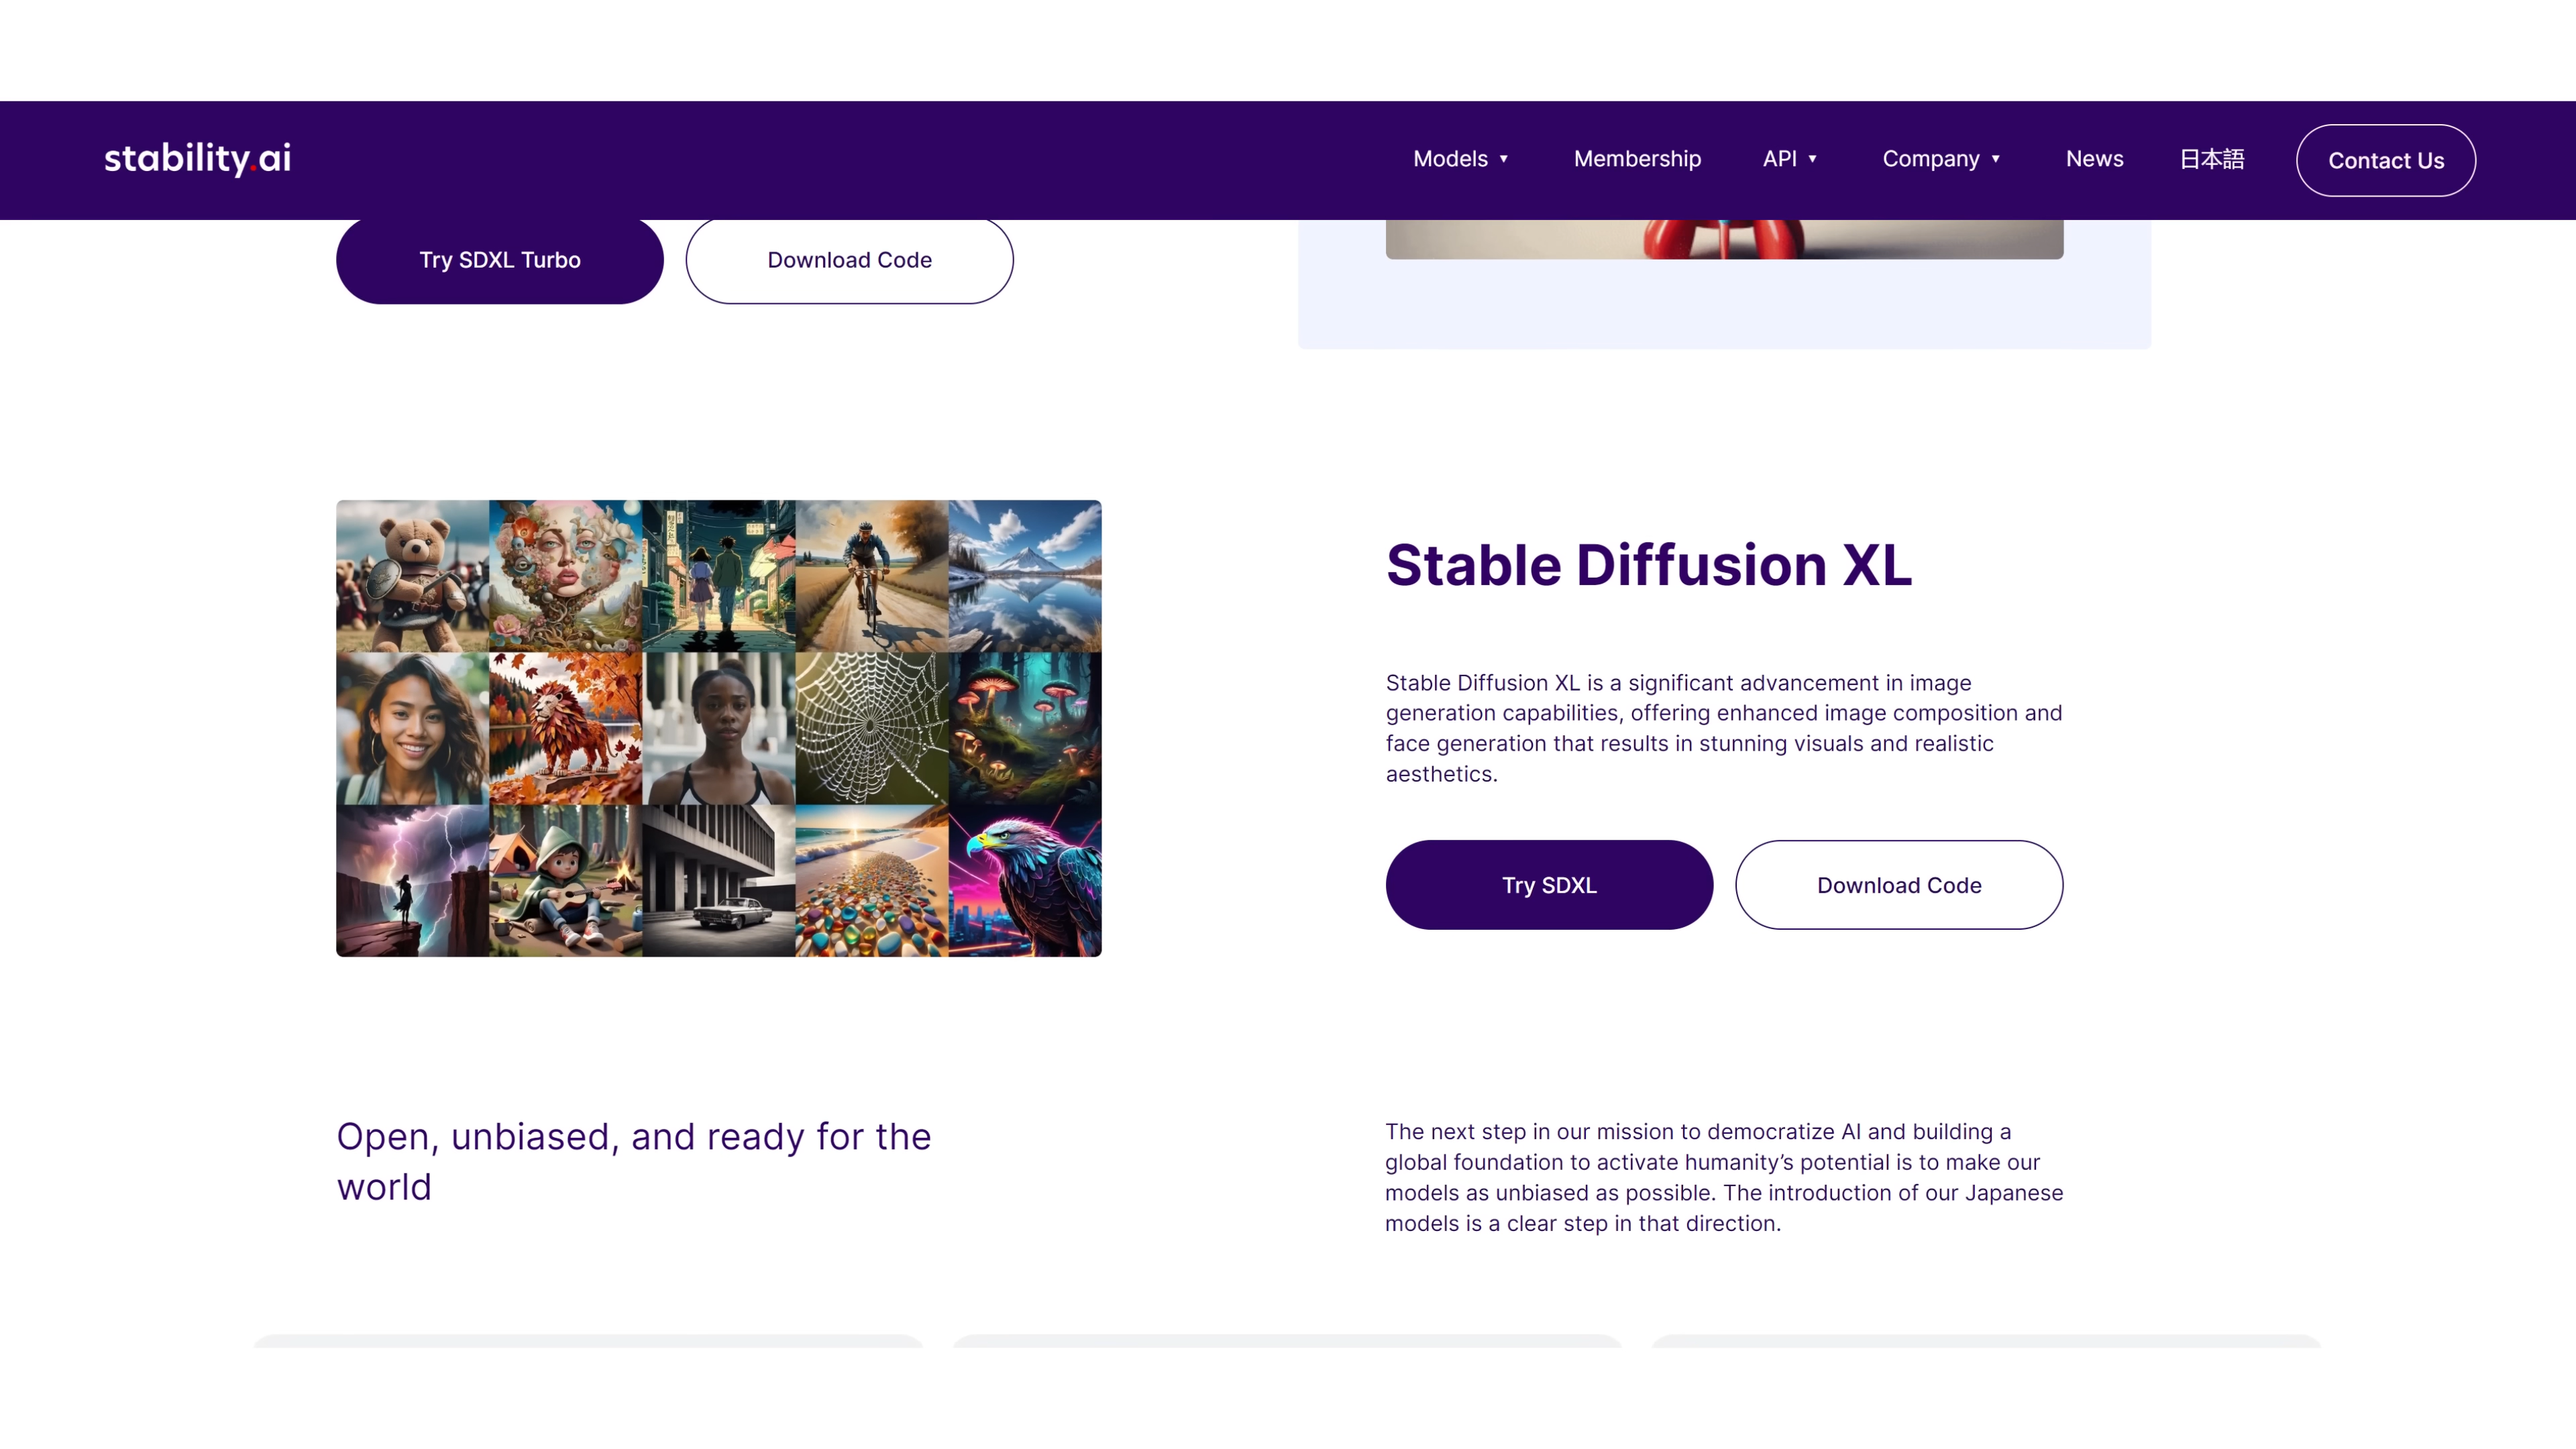 stability.ai
Models ▼
Membership
API ▼
Company ▼
News
日本語
Contact Us
Try SDXL Turbo
Download Code
Stable Diffusion XL
Stable Diffusion XL is a significant advancement in image
generation capabilities, offering enhanced image composition and
face generation that results in stunning visuals and realistic
aesthetics.
Try SDXL
Download Code
Open, unbiased, and ready for the
world
The next step in our mission to democratize AI and building a
global foundation to activate humanity’s potential is to make our
models as unbiased as possible. The introduction of our Japanese
models is a clear step in that direction.